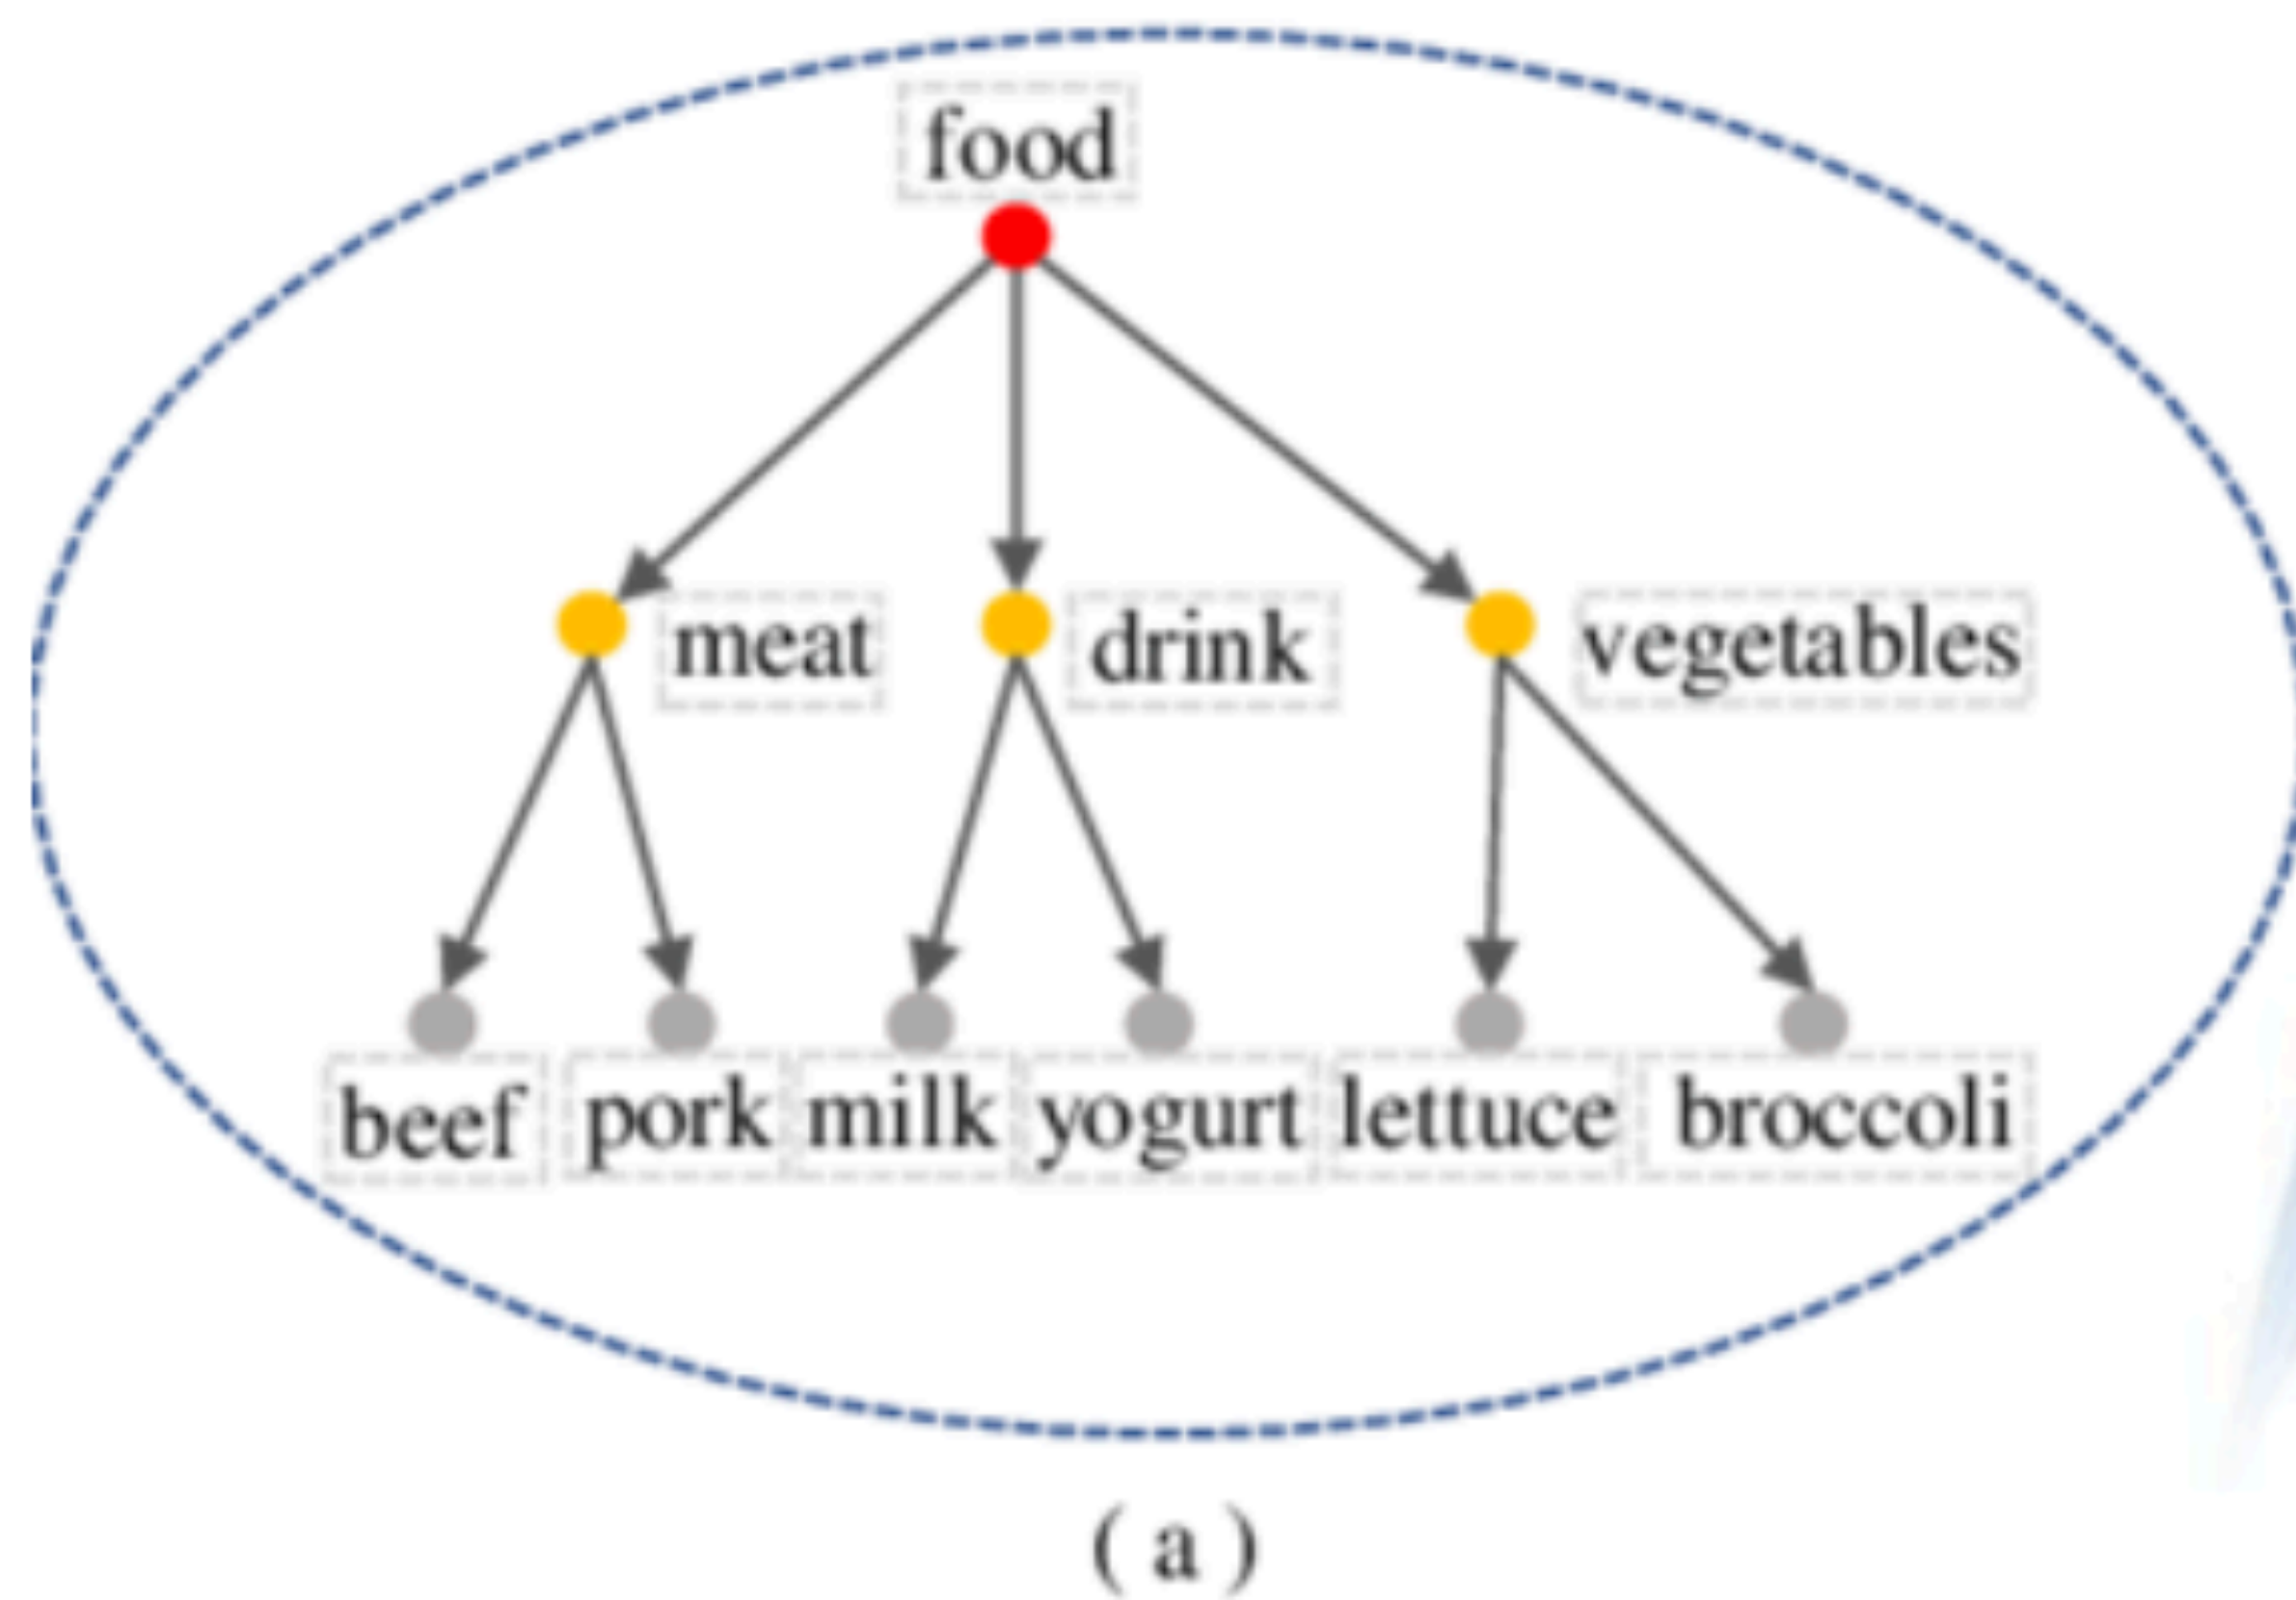 food
meat drink vegetables
beef pork milk yogurt lettuce broccoli
( a )